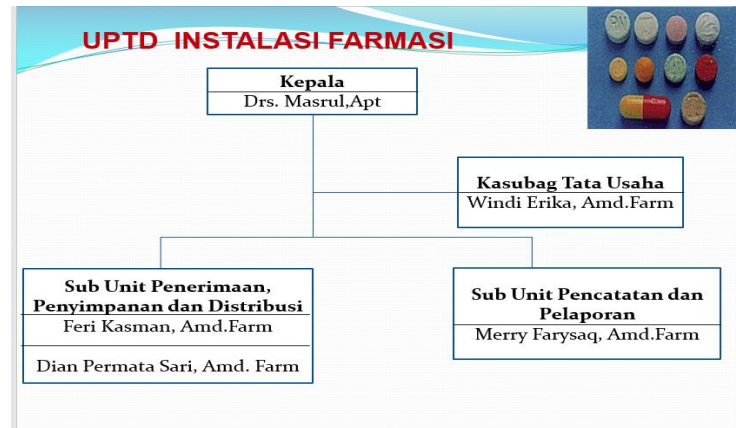 UPTD INSTALASI FARMASI
Kepala
Drs. Masrul,Apt
Kasubag Tata Usaha
Windi Erika, Amd.Farm
Sub Unit Penerimaan,
Penyimpanan dan Distribusi
Feri Kasman, Amd.Farm
Dian Permata Sari, Amd. Farm
Sub Unit Pencatatan dan
Pelaporan
Merry Farysaq, Amd.Farm